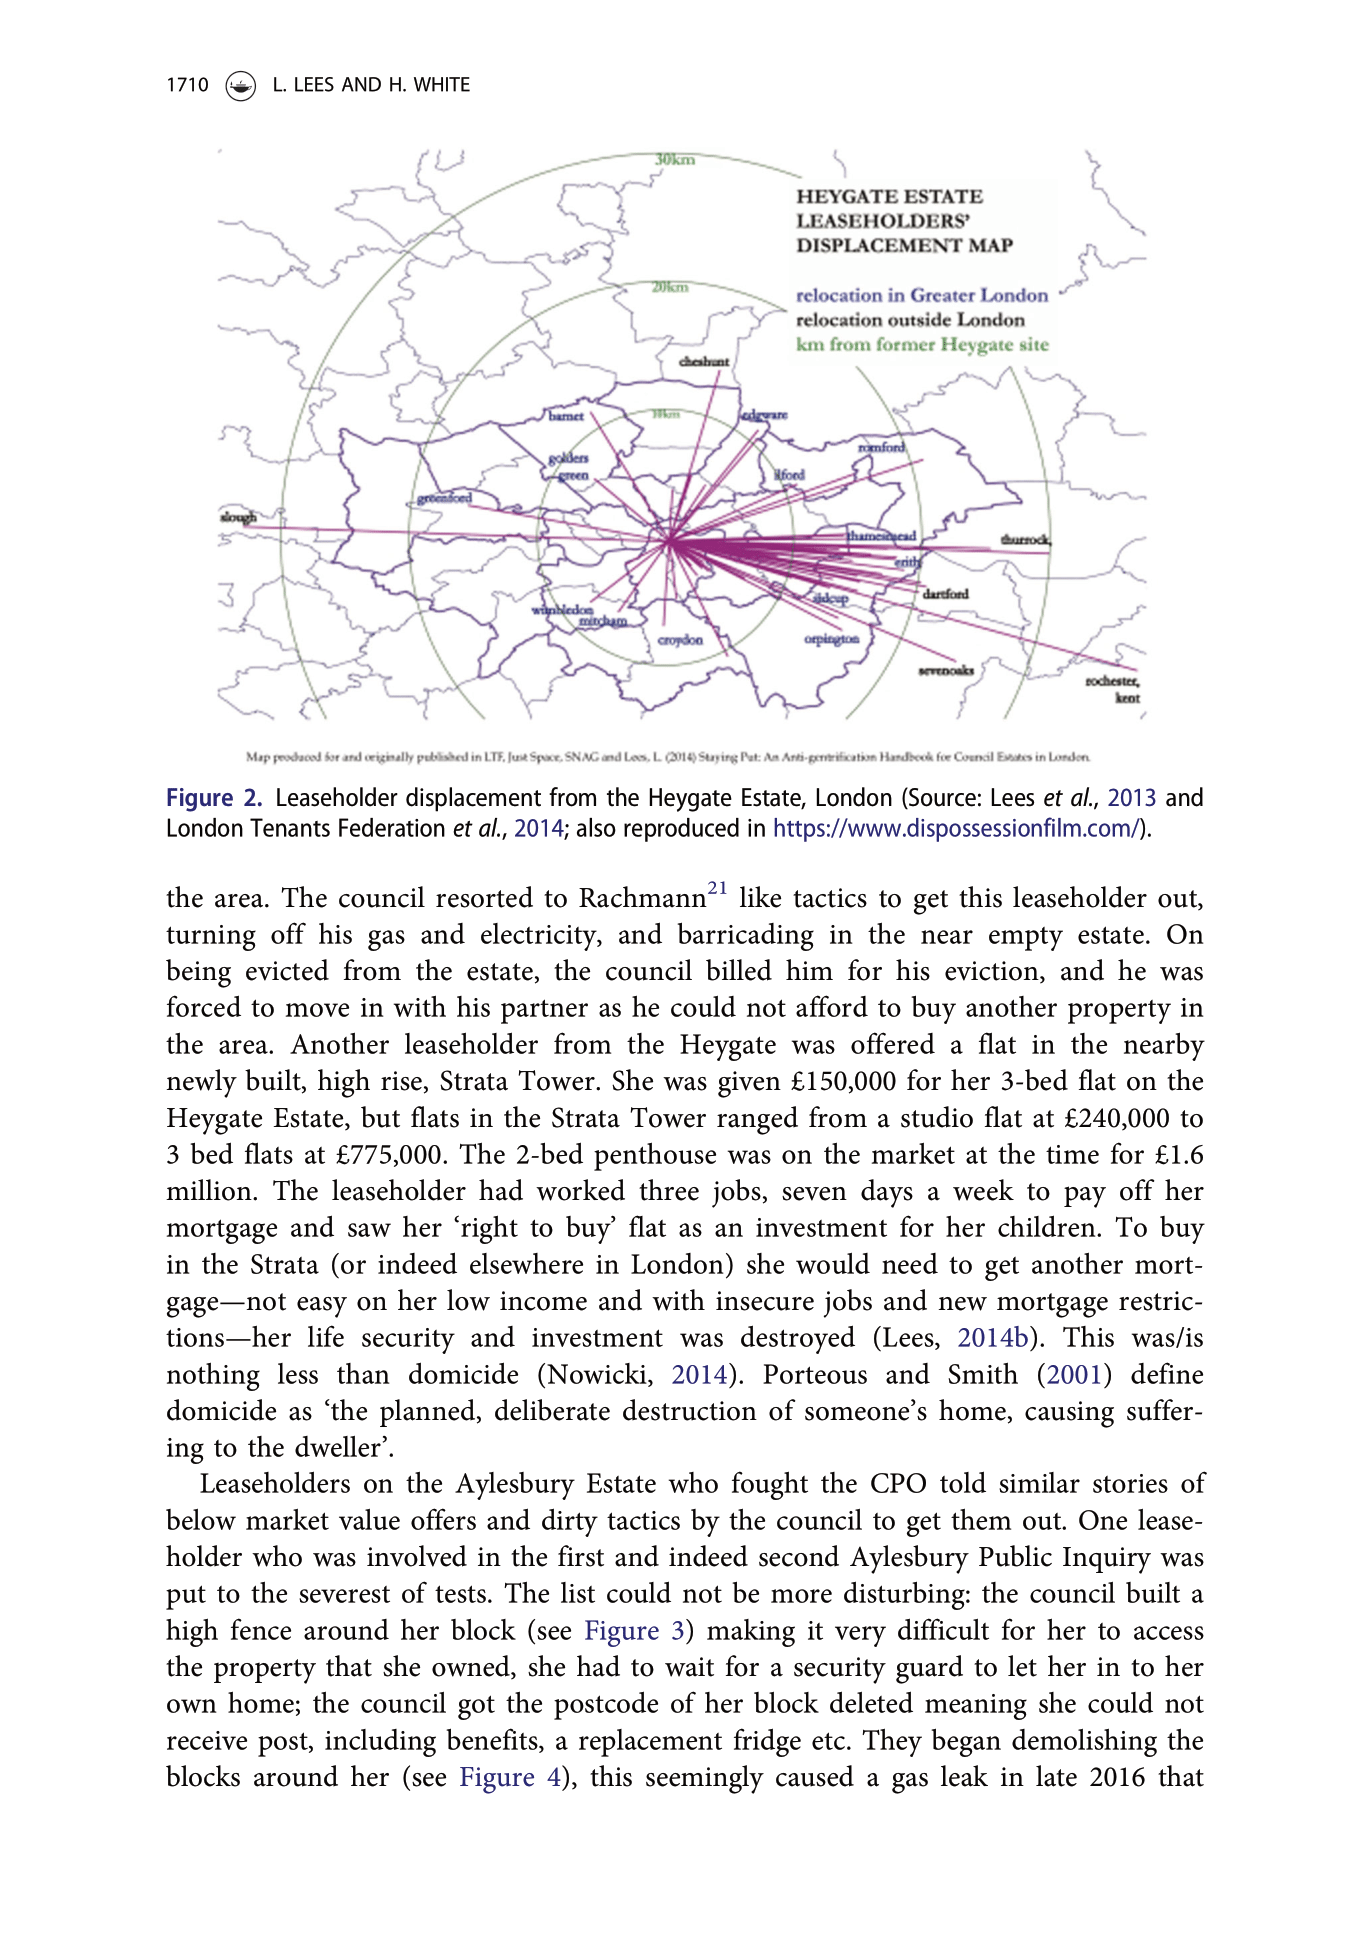 1710 L. LEES AND H. WHITE
30km
HEYGATE ESTATE
LEASEHOLDERS'
DISPLACEMENT MAP
20km
relocation in Greater London
relocation outside London
km from former Heygate site
cheshunt
barnet
10km
edgware
golders
green
romford
ilford
greenford
slough
thamesmead
thurrock
erith
dartford
sidcup
wimbledon
mitcham
croydon
orpington
sevenoaks
rochester,
kent
Map produced for and originally published in LTF, Just Space, SNAG and Lees, L. (2014) Staying Put: An Anti-gentrification Handbook for Council Estates in London.
Figure 2. Leaseholder displacement from the Heygate Estate, London (Source: Lees et al., 2013 and
London Tenants Federation et al., 2014; also reproduced in https://www.dispossessionfilm.com/).
the area. The council resorted to Rachmann21 like tactics to get this leaseholder out,
turning off his gas and electricity, and barricading in the near empty estate. On
being evicted from the estate, the council billed him for his eviction, and he was
forced to move in with his partner as he could not afford to buy another property in
the area. Another leaseholder from the Heygate was offered a flat in the nearby
newly built, high rise, Strata Tower. She was given £150,000 for her 3-bed flat on the
Heygate Estate, but flats in the Strata Tower ranged from a studio flat at £240,000 to
3 bed flats at £775,000. The 2-bed penthouse was on the market at the time for £1.6
million. The leaseholder had worked three jobs, seven days a week to pay off her
mortgage and saw her ‘right to buy’ flat as an investment for her children. To buy
in the Strata (or indeed elsewhere in London) she would need to get another mort-
gage—not easy on her low income and with insecure jobs and new mortgage restric-
tions—her life security and investment was destroyed (Lees, 2014b). This was/is
nothing less than domicide (Nowicki, 2014). Porteous and Smith (2001) define
domicide as ‘the planned, deliberate destruction of someone’s home, causing suffer-
ing to the dweller’.
Leaseholders on the Aylesbury Estate who fought the CPO told similar stories of
below market value offers and dirty tactics by the council to get them out. One lease-
holder who was involved in the first and indeed second Aylesbury Public Inquiry was
put to the severest of tests. The list could not be more disturbing: the council built a
high fence around her block (see Figure 3) making it very difficult for her to access
the property that she owned, she had to wait for a security guard to let her in to her
own home; the council got the postcode of her block deleted meaning she could not
receive post, including benefits, a replacement fridge etc. They began demolishing the
blocks around her (see Figure 4), this seemingly caused a gas leak in late 2016 that